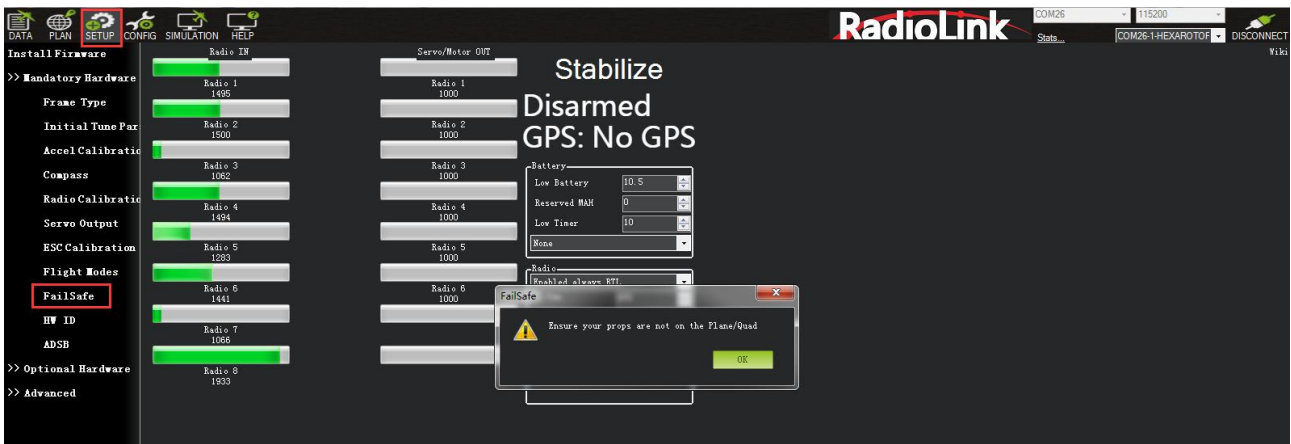 DATA PLAN SETUP CONFIG SIMULATION HELP
RadioLink
COM26 115200
Stats... COM26-1-HEXAROTOR DISCONNECT
Wiki
Install Firmware
>> Mandatory Hardware
Frame Type
Initial Tune Par
Accel Calibratio
Compass
Radio Calibratio
Servo Output
ESC Calibration
Flight Modes
FailSafe
HW ID
ADSB
>> Optional Hardware
>> Advanced
Radio IN
Radio 1
1495
Radio 2
1500
Radio 3
1062
Radio 4
1494
Radio 5
1283
Radio 6
1441
Radio 7
1066
Radio 8
1933
Servo/Motor OUT
Radio 1
1000
Radio 2
1000
Radio 3
1000
Radio 4
1000
Radio 5
1000
Radio 6
1000
Stabilize
Disarmed
GPS: No GPS
Battery
Low Battery 10.5
Reserved MAH 0
Low Timer 10
None
Radio
Enabled always RTL
FailSafe
Ensure your props are not on the Plane/Quad
OK